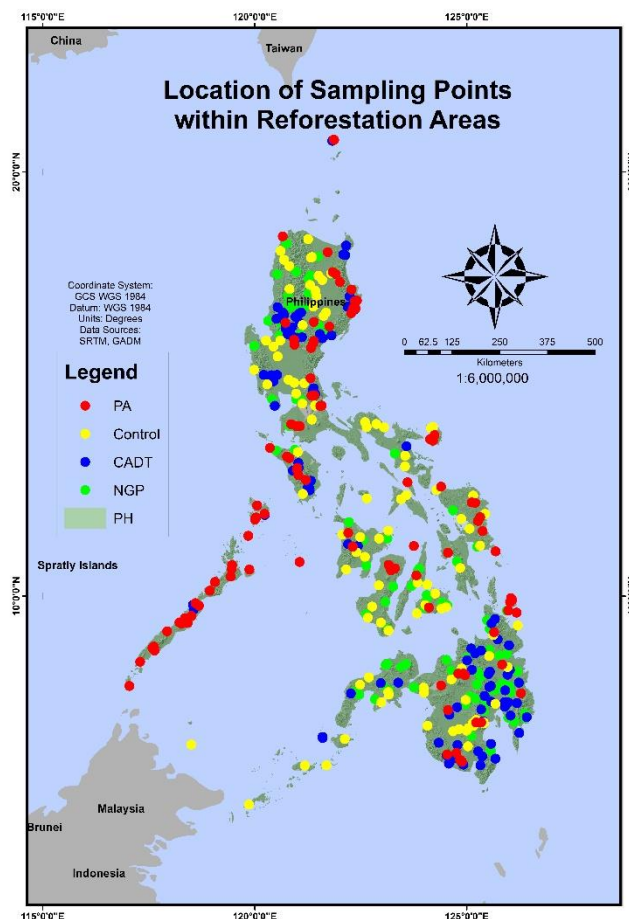 115°0'0"E
120°0'0"E
125°0'0"E
China
Taiwan
Location of Sampling Points
within Reforestation Areas
20°0'0"N
Coordinate System:
GCS WGS 1984
Datum: WGS 1984
Units: Degrees
Data Sources:
SRTM, GADM
Philippines
0 62.5 125 250 375 500
Kilometers
1:6,000,000
Legend
PA
Control
CADT
NGP
PH
Spratly Islands
10°0'0"N
Malaysia
Brunei
Indonesia
115°0'0"E
120°0'0"E
125°0'0"E